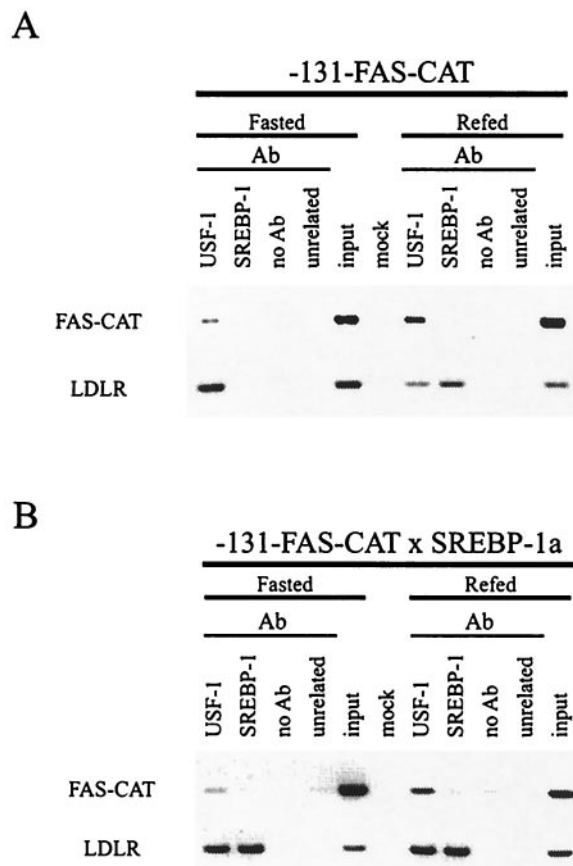 A
-131-FAS-CAT
Fasted Refed
Ab Ab
USF-1 SREBP-1 no Ab unrelated input mock USF-1 SREBP-1 no Ab unrelated input
FAS-CAT
LDLR
B
-131-FAS-CAT x SREBP-1a
Fasted Refed
Ab Ab
USF-1 SREBP-1 no Ab unrelated input mock USF-1 SREBP-1 no Ab unrelated input
FAS-CAT
LDLR